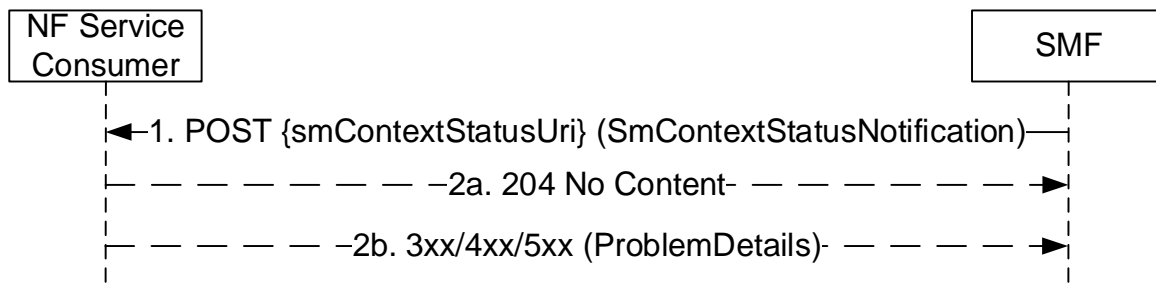 NF Service
Consumer
SMF
1. POST {smContextStatusUri} (SmContextStatusNotification)
2a. 204 No Content
2b. 3xx/4xx/5xx (ProblemDetails)